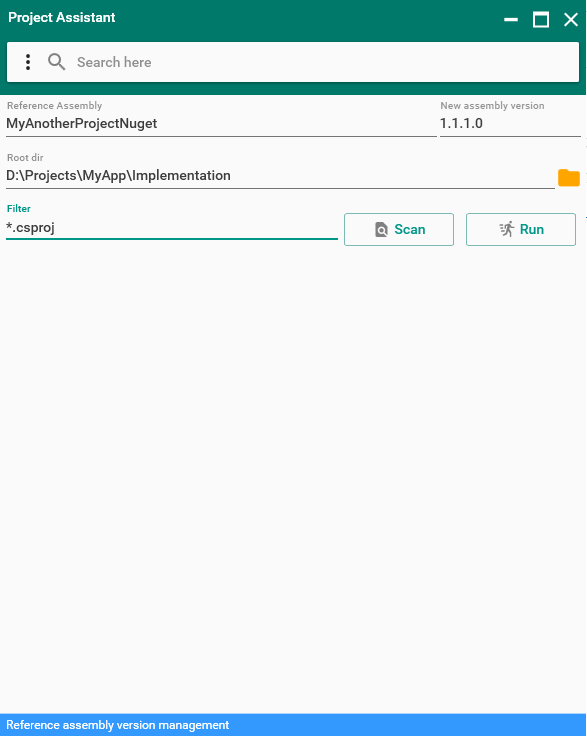 Project Assistant
Search here
Reference Assembly
New assembly version
MyAnotherProjectNuget
1.1.1.0
Root dir
D:\Projects\MyApp\Implementation
Filter
*.csproj
Scan
Run
Reference assembly version management